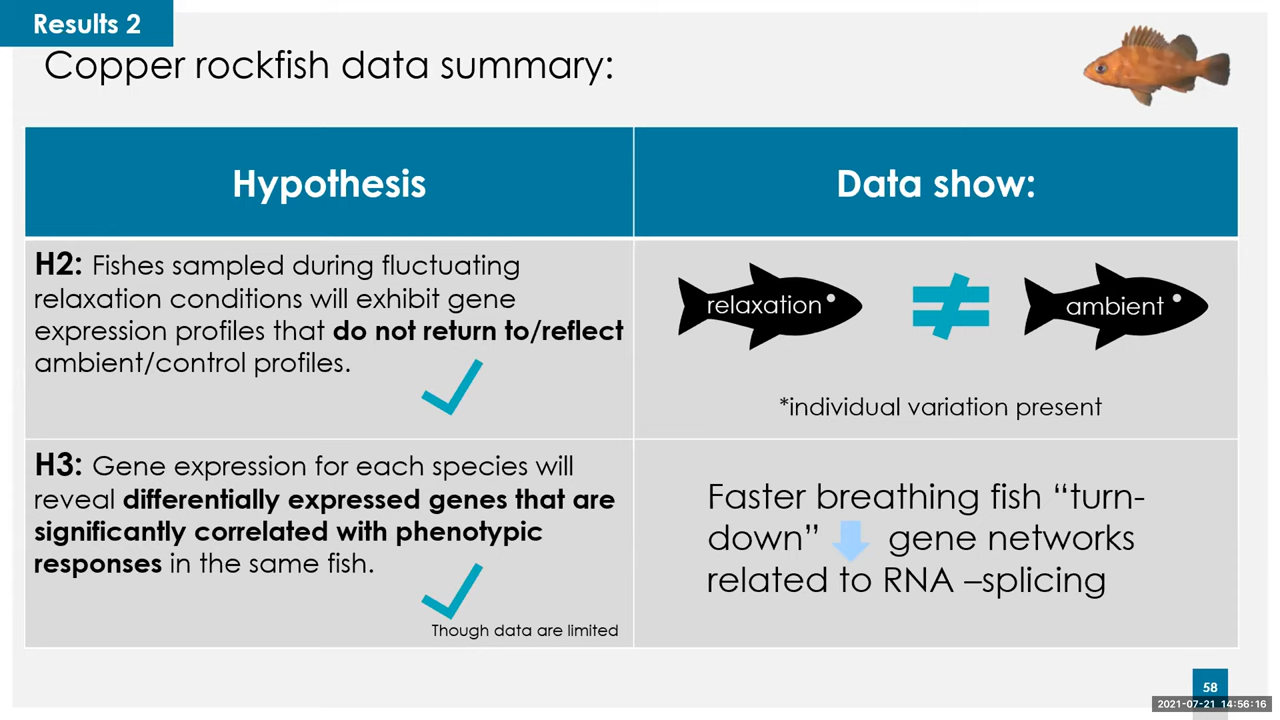 Results 2
Copper rockfish data summary:
Hypothesis
Data show:
H2: Fishes sampled during fluctuating
relaxation conditions will exhibit gene
expression profiles that do not return to/reflect
ambient/control profiles.
relaxation
≠
ambient
*individual variation present
H3: Gene expression for each species will
reveal differentially expressed genes that are
significantly correlated with phenotypic
responses in the same fish.
Though data are limited
Faster breathing fish “turn-
down” gene networks
related to RNA –splicing
58
2021-07-21 14:56:16